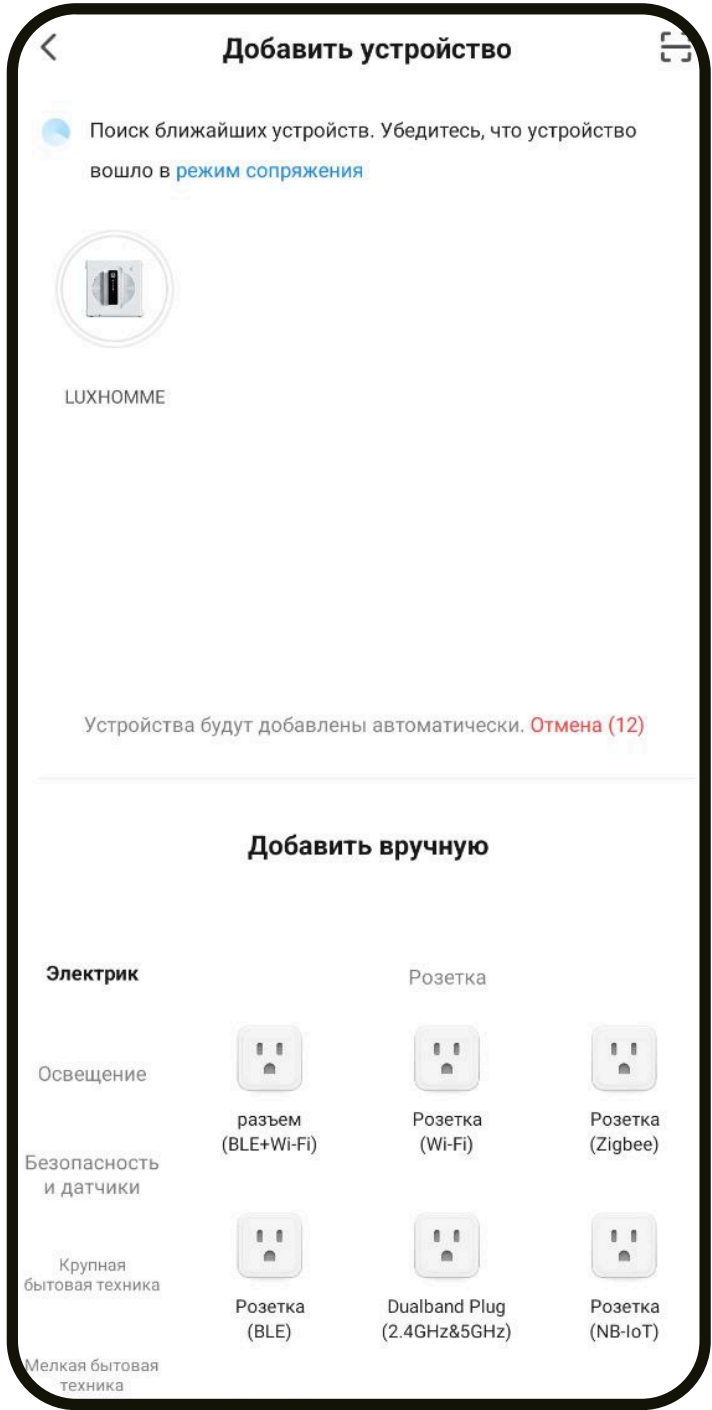 Добавить устройство
Поиск ближайших устройств. Убедитесь, что устройство
вошло в режим сопряжения
LUXHOMME
Устройства будут добавлены автоматически. Отмена (12)
Добавить вручную
Электрик
Розетка
Освещение
разъем
(BLE+Wi-Fi)
Розетка
(Wi-Fi)
Розетка
(Zigbee)
Безопасность
и датчики
Крупная
бытовая техника
Розетка
(BLE)
Dualband Plug
(2.4GHz&5GHz)
Розетка
(NB-IoT)
Мелкая бытовая
техника